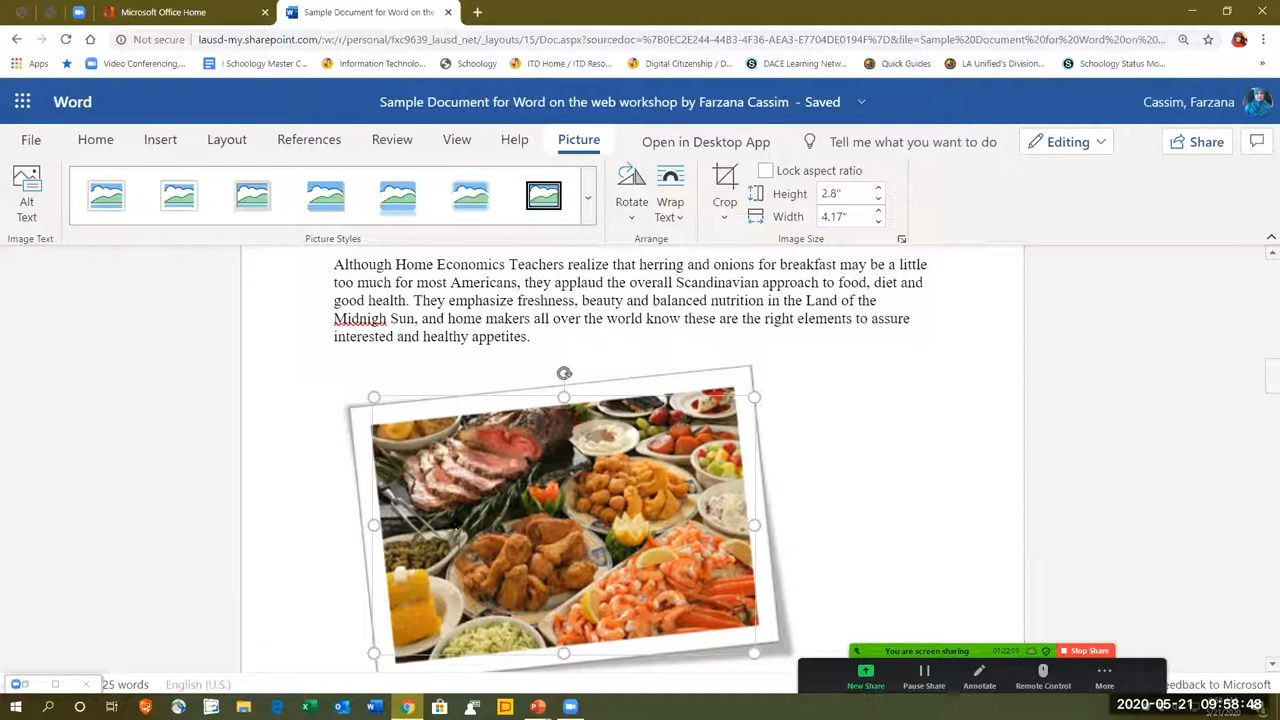 Microsoft Office Home
Sample Document for Word on the
Not secure
lausd-my.sharepoint.com/:w:/r/personal/fxc9639_lausd_net/_layouts/15/Doc.aspx?sourcedoc=%7B0EC2E244-44B3-4F36-AEA3-E7704DE0194F%7D&file=Sample%20Document%20for%20Word%20on%...
Apps
Video Conferencing,...
I Schoology Master C...
Information Technolo...
Schoology
ITD Home / ITD Reso...
Digital Citizenship / D...
DACE Learning Netw...
Quick Guides
LA Unified's Division...
Schoology Status Mo...
Word
Sample Document for Word on the web workshop by Farzana Cassim - Saved
Cassim, Farzana
File
Home
Insert
Layout
References
Review
View
Help
Picture
Open in Desktop App
Tell me what you want to do
Editing
Share
Alt
Text
Rotate
Wrap
Text
Crop
Lock aspect ratio
Height
2.8"
Width
4.17"
Image Text
Picture Styles
Arrange
Image Size
Although Home Economics Teachers realize that herring and onions for breakfast may be a little
too much for most Americans, they applaud the overall Scandinavian approach to food, diet and
good health. They emphasize freshness, beauty and balanced nutrition in the Land of the
Midnigh Sun, and home makers all over the world know these are the right elements to assure
interested and healthy appetites.
You are screen sharing
01:22:19
Stop Share
New Share
Pause Share
Annotate
Remote Control
More
25 words
English (U.S.)
eedback to Microsoft
2020-05-21 09:58:48